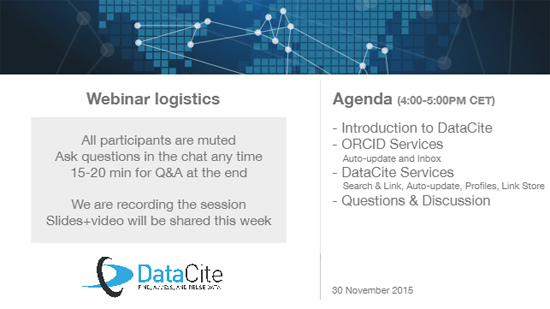 Webinar logistics
All participants are muted
Ask questions in the chat any time
15-20 min for Q&A at the end
We are recording the session
Slides+video will be shared this week
DataCite
FIND, ACCESS, AND REUSE DATA
Agenda (4:00-5:00PM CET)
- Introduction to DataCite
- ORCID Services
Auto-update and Inbox
- DataCite Services
Search & Link, Auto-update, Profiles, Link Store
- Questions & Discussion
30 November 2015